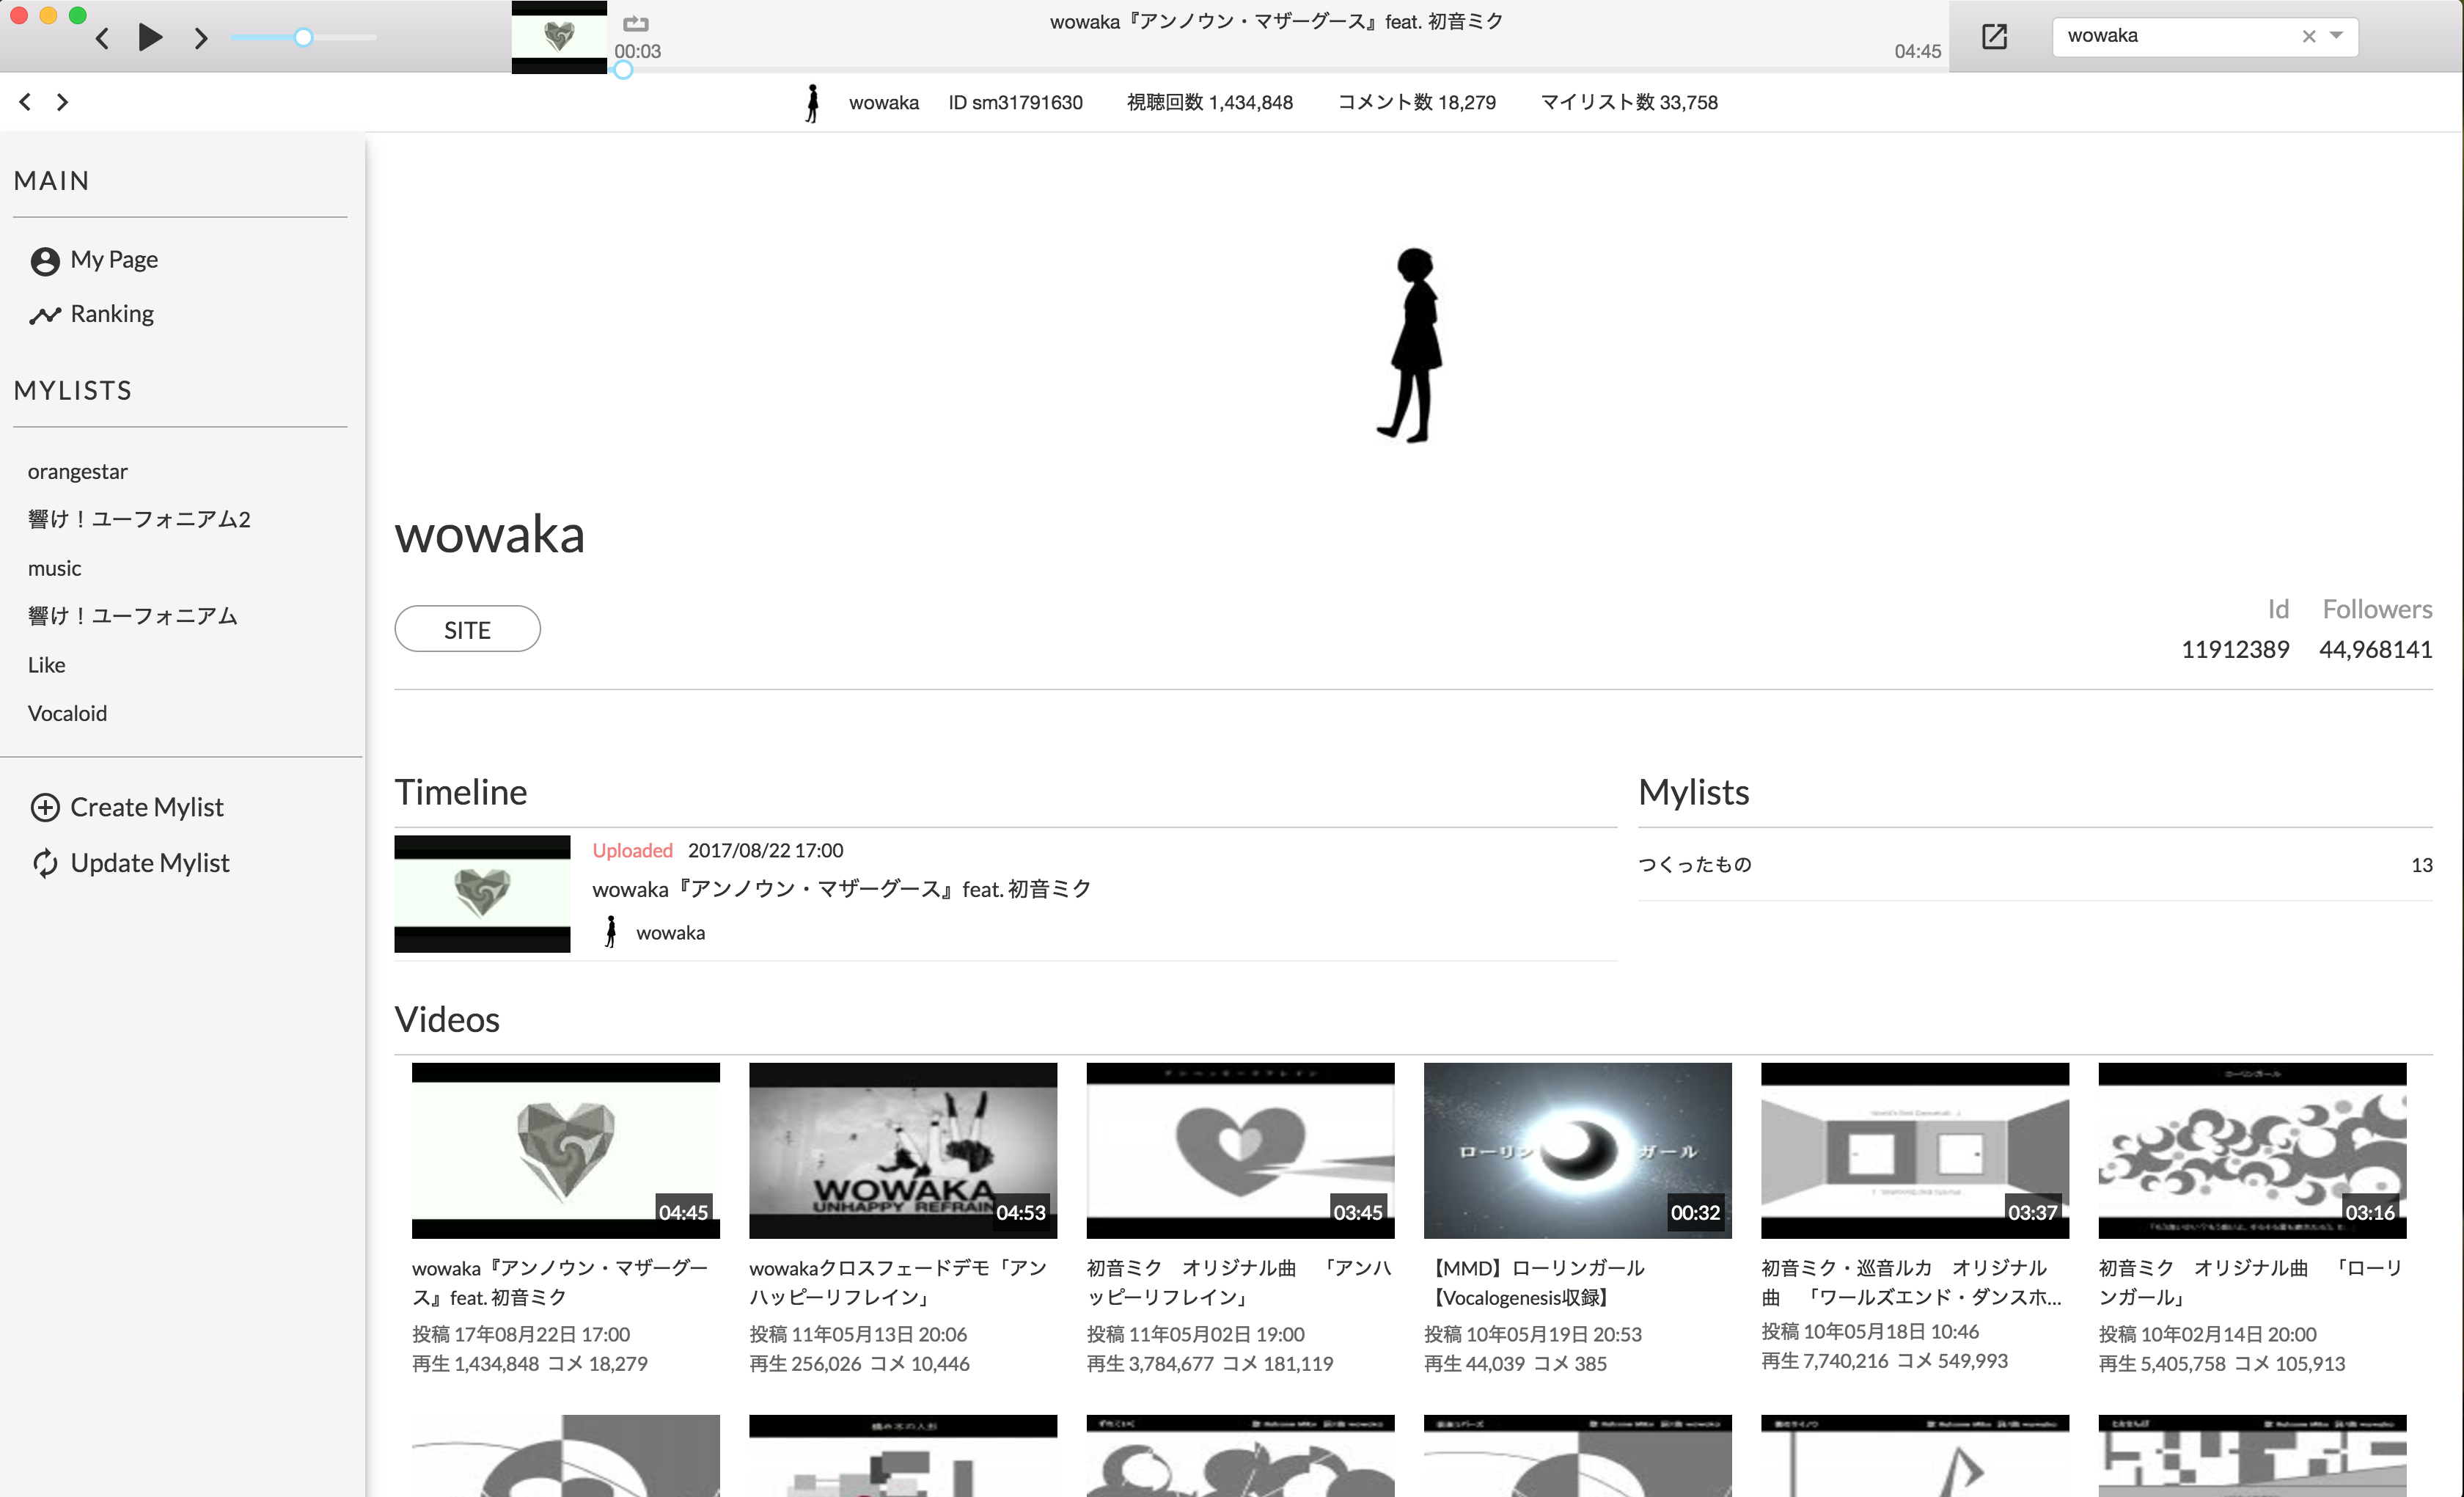 wowaka『アンノウン・マザーグース』feat. 初音ミク
00:03
04:45
wowaka
wowaka ID sm31791630 視聴回数 1,434,848 コメント数 18,279 マイリスト数 33,758
MAIN
My Page
Ranking
MYLISTS
orangestar
響け！ユーフォニアム2
music
響け！ユーフォニアム
Like
Vocaloid
Create Mylist
Update Mylist
wowaka
SITE
Id Followers
11912389 44,968141
Timeline
Uploaded 2017/08/22 17:00
wowaka『アンノウン・マザーグース』feat. 初音ミク
wowaka
Mylists
つくったもの 13
Videos
04:45
wowaka『アンノウン・マザーグー
ス』feat. 初音ミク
投稿 17年08月22日 17:00
再生 1,434,848 コメ 18,279
WOWAKA
UNHAPPY REFRAIN
04:53
wowakaクロスフェードデモ「アン
ハッピーリフレイン」
投稿 11年05月13日 20:06
再生 256,026 コメ 10,446
03:45
初音ミク　オリジナル曲　「アンハ
ッピーリフレイン」
投稿 11年05月02日 19:00
再生 3,784,677 コメ 181,119
ローリン ガール
00:32
【MMD】ローリンガール
【Vocalogenesis収録】
投稿 10年05月19日 20:53
再生 44,039 コメ 385
03:37
初音ミク・巡音ルカ　オリジナル
曲　「ワールズエンド・ダンスホ...
投稿 10年05月18日 10:46
再生 7,740,216 コメ 549,993
ローリンガール
03:16
初音ミク　オリジナル曲　「ローリ
ンガール」
投稿 10年02月14日 20:00
再生 5,405,758 コメ 105,913
積み木の人形